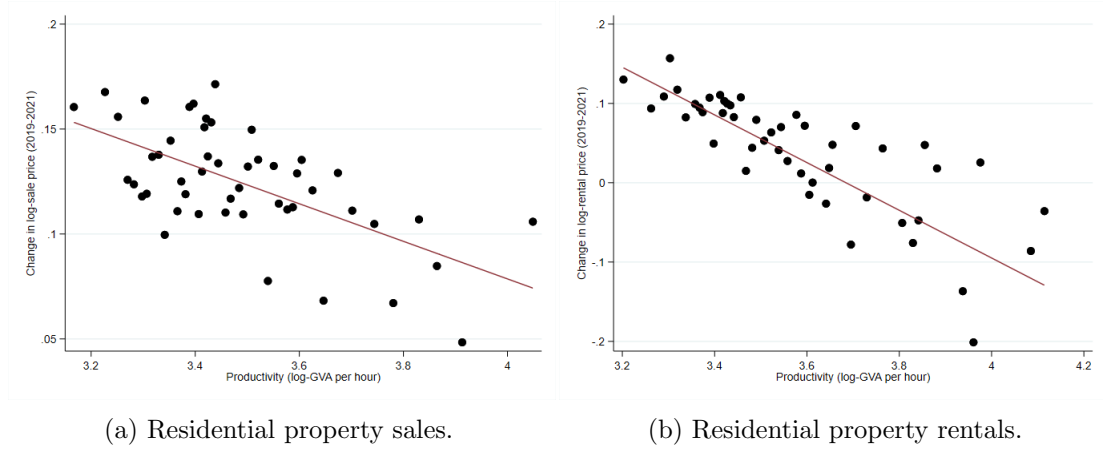 .2
.15
.1
.05
Change in log-sale price (2019-2021)
3.2 3.4 3.6 3.8 4
Productivity (log-GVA per hour)
(a) Residential property sales.
.2
.1
0
-.1
-.2
Change in log-rental price (2019-2021)
3.2 3.4 3.6 3.8 4 4.2
Productivity (log-GVA per hour)
(b) Residential property rentals.